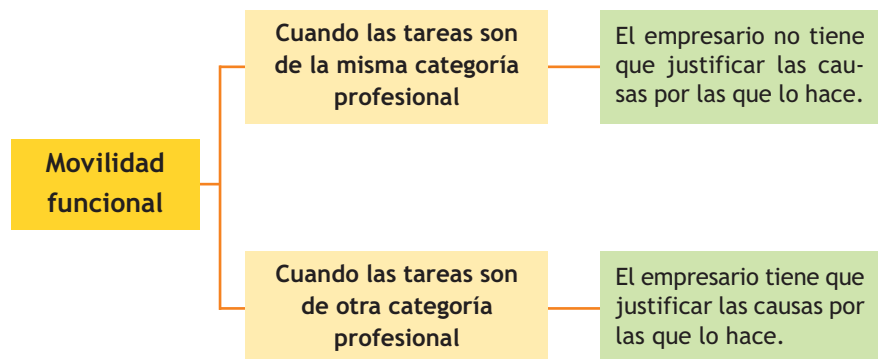 Movilidad
funcional
Cuando las tareas son
de la misma categoría
profesional
El empresario no tiene
que justificar las cau-
sas por las que lo hace.
Cuando las tareas son
de otra categoría
profesional
El empresario tiene que
justificar las causas por
las que lo hace.